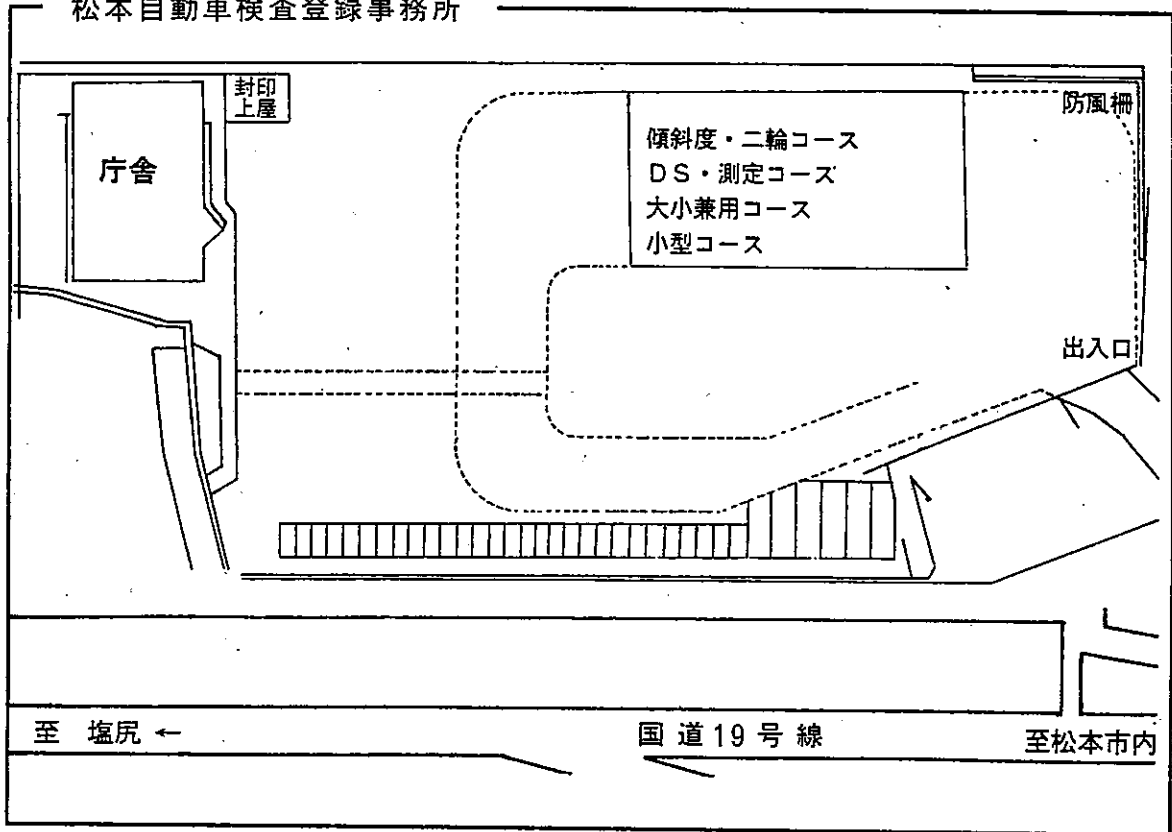 松本自動車検査登録事務所
封印
上屋
庁舎
防風柵
傾斜度・二輪コース
DS・測定コース
大小兼用コース
小型コース
出入口
至 塩尻 ←
国道19号線
至松本市内